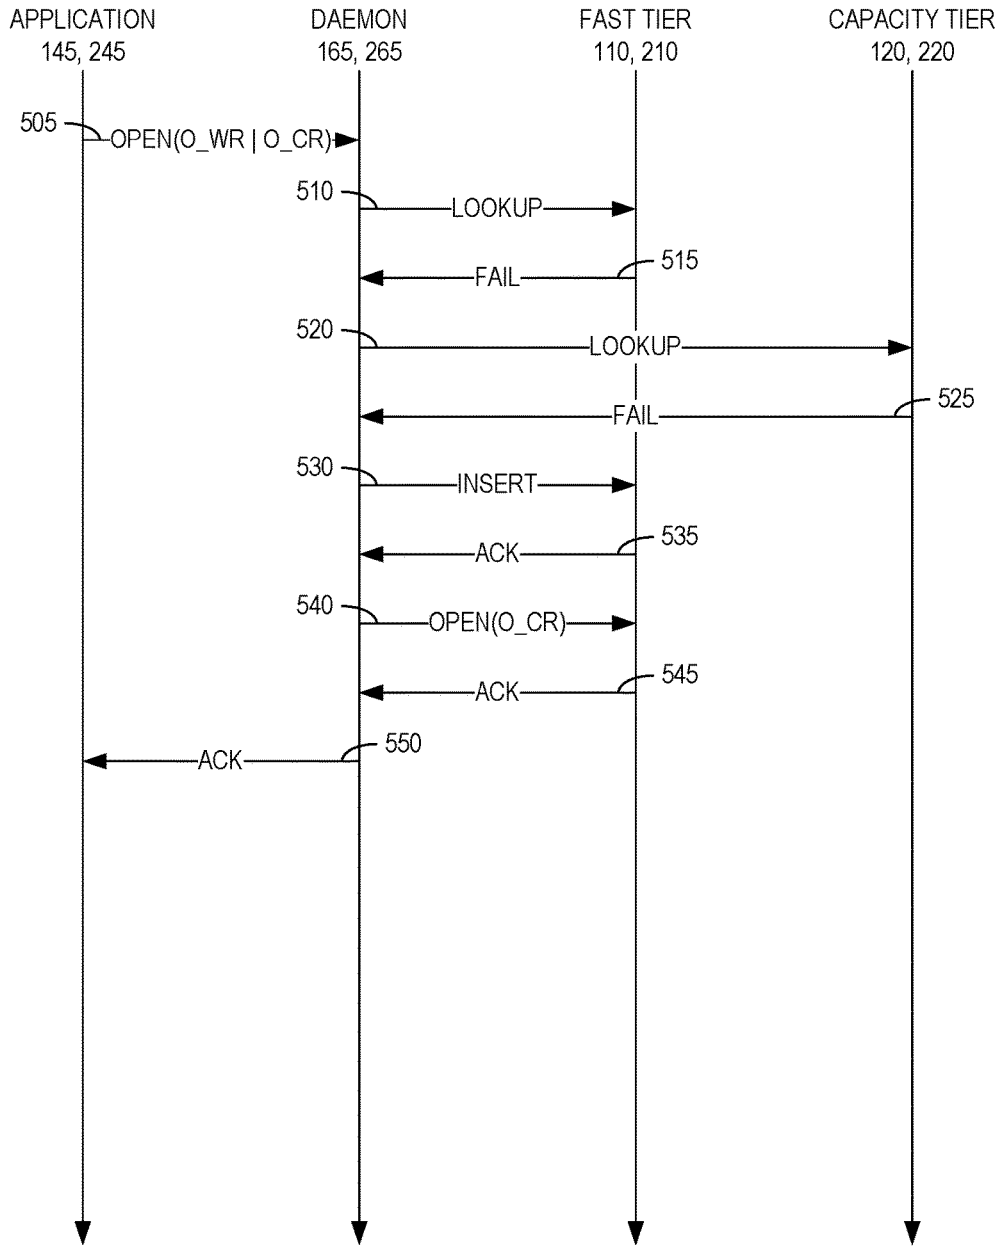 APPLICATION
145, 245
DAEMON
165, 265
FAST TIER
110, 210
CAPACITY TIER
120, 220
505
OPEN(O_WR | O_CR)
510
LOOKUP
515
FAIL
520
LOOKUP
525
FAIL
530
INSERT
535
ACK
540
OPEN(O_CR)
545
ACK
550
ACK